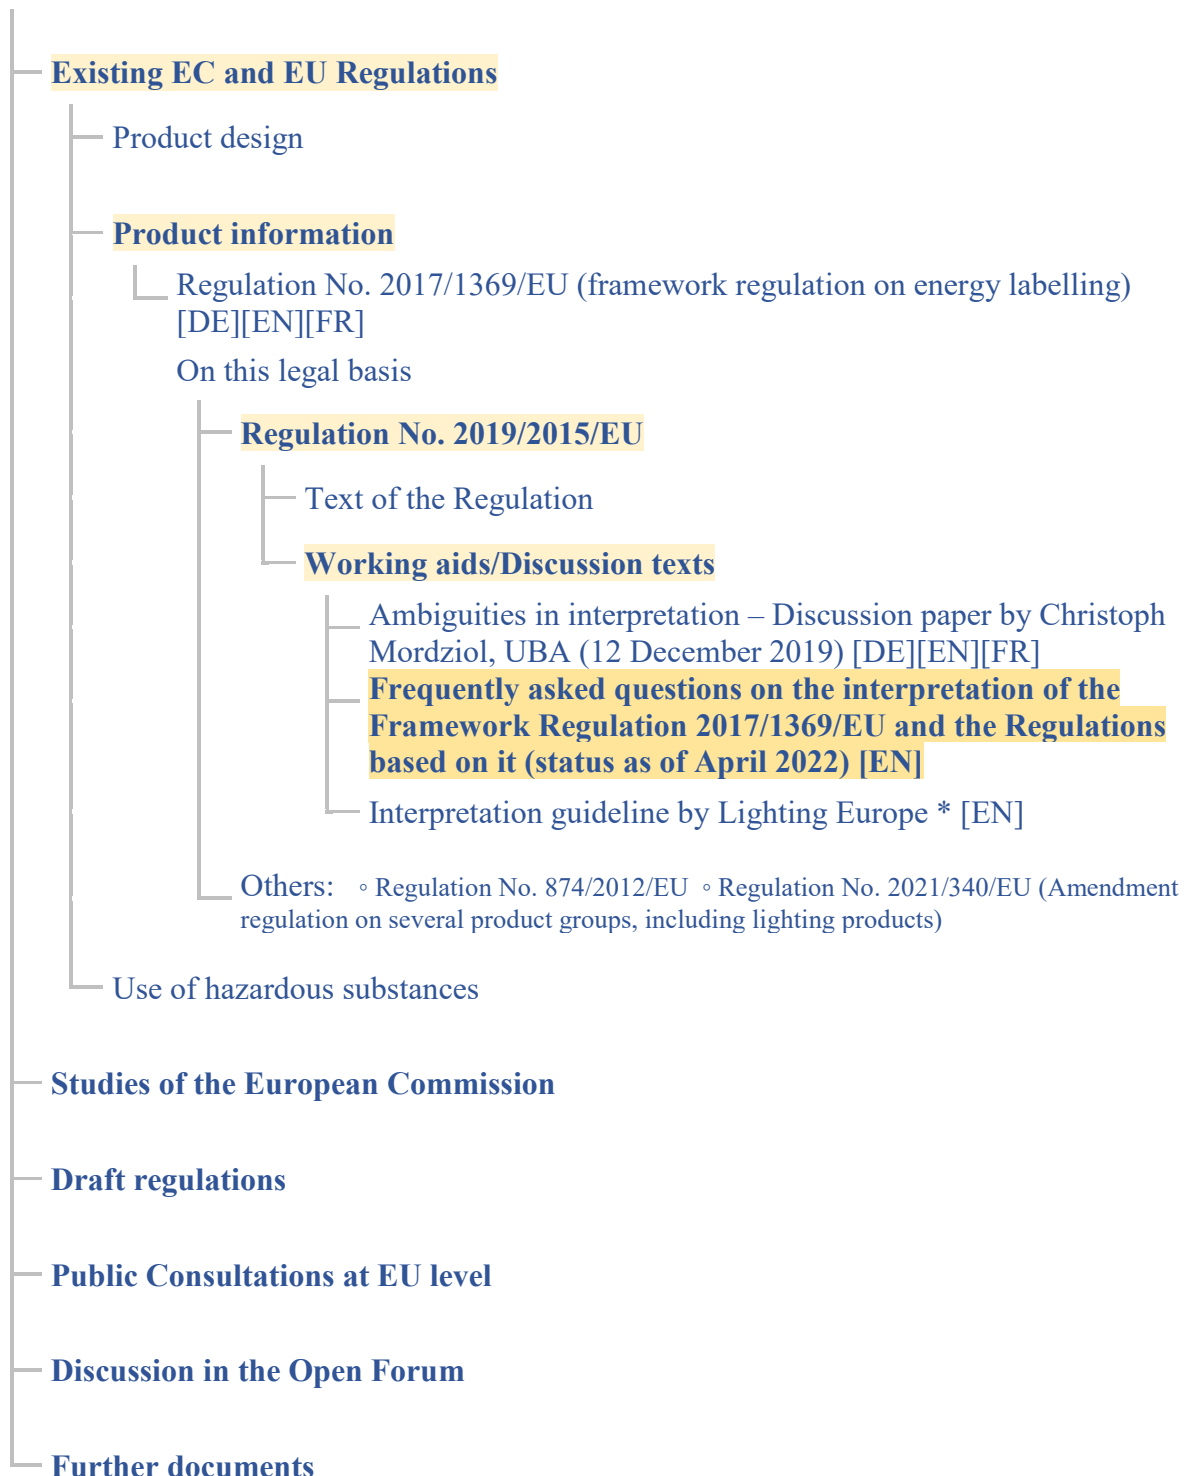 Existing EC and EU Regulations
Product design
Product information
Regulation No. 2017/1369/EU (framework regulation on energy labelling)
[DE][EN][FR]
On this legal basis
Regulation No. 2019/2015/EU
Text of the Regulation
Working aids/Discussion texts
Ambiguities in interpretation – Discussion paper by Christoph
Mordziol, UBA (12 December 2019) [DE][EN][FR]
Frequently asked questions on the interpretation of the
Framework Regulation 2017/1369/EU and the Regulations
based on it (status as of April 2022) [EN]
Interpretation guideline by Lighting Europe * [EN]
Others: ◦ Regulation No. 874/2012/EU ◦ Regulation No. 2021/340/EU (Amendment
regulation on several product groups, including lighting products)
Use of hazardous substances
Studies of the European Commission
Draft regulations
Public Consultations at EU level
Discussion in the Open Forum
Further documents